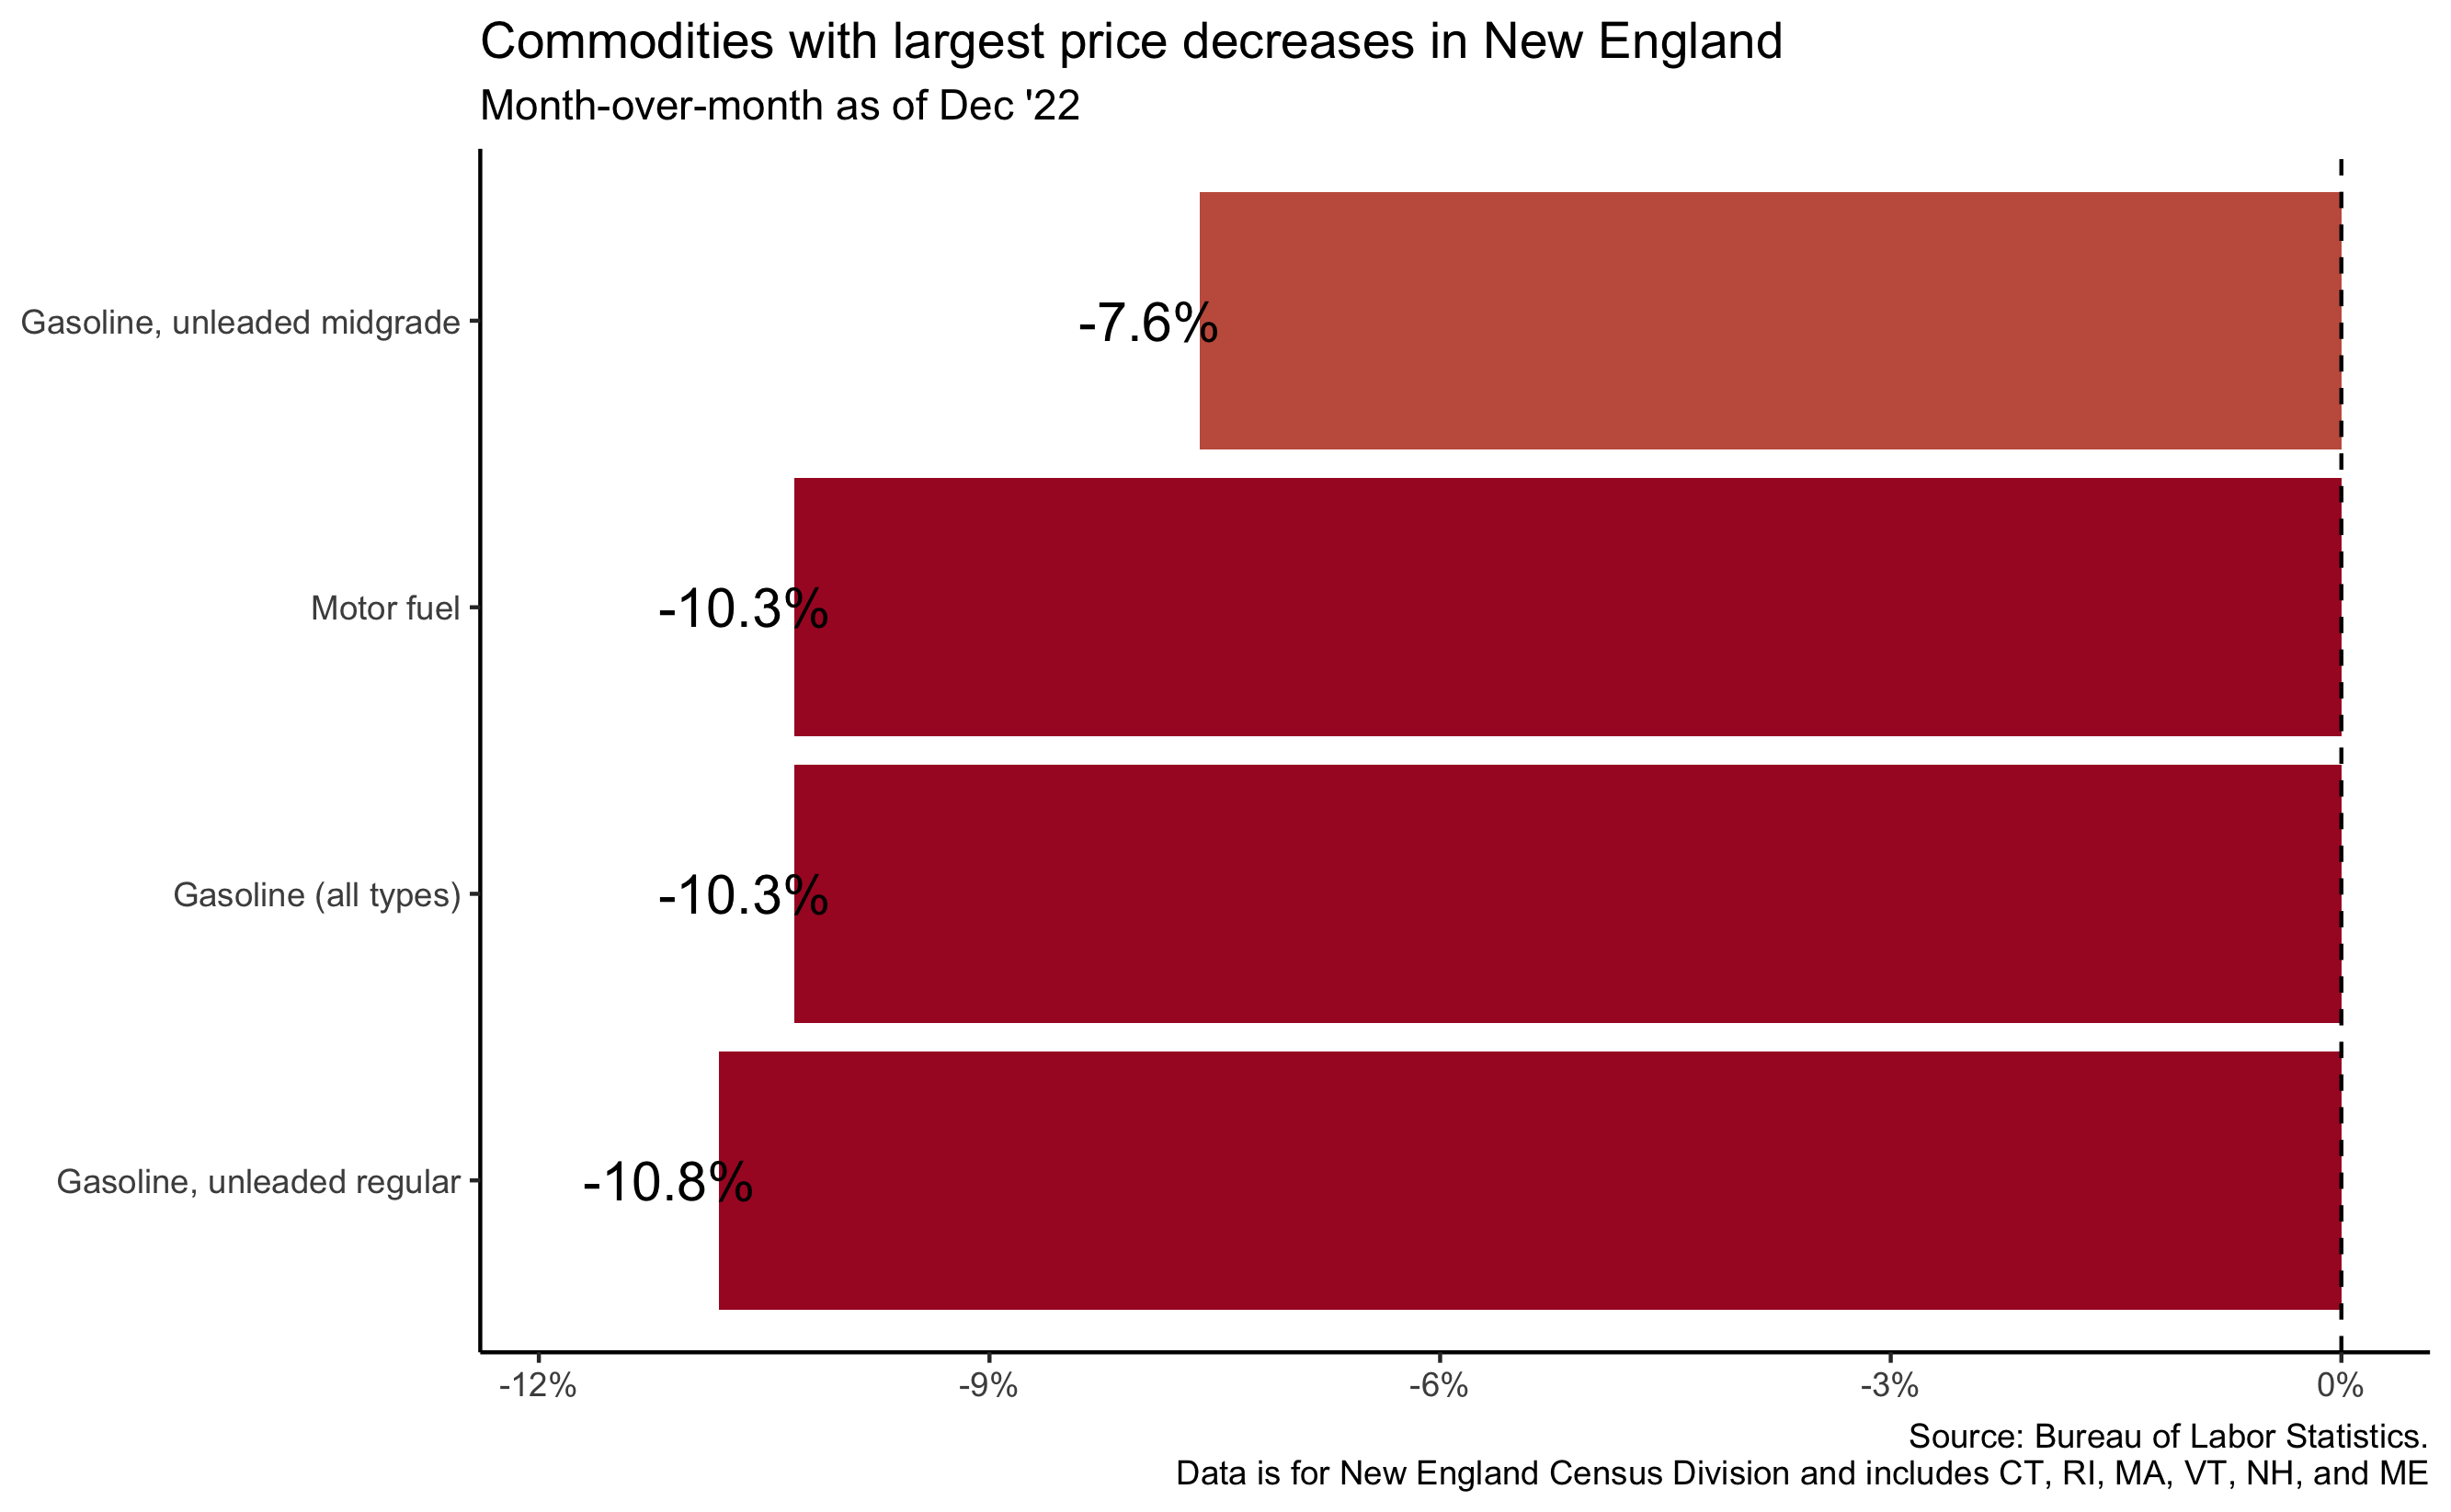 Commodities with largest price decreases in New England
Month-over-month as of Dec '22
Gasoline, unleaded midgrade
-7.6%
Motor fuel
-10.3%
Gasoline (all types)
-10.3%
Gasoline, unleaded regular
-10.8%
-12%
-9%
-6%
-3%
0%
Source: Bureau of Labor Statistics.
Data is for New England Census Division and includes CT, RI, MA, VT, NH, and ME